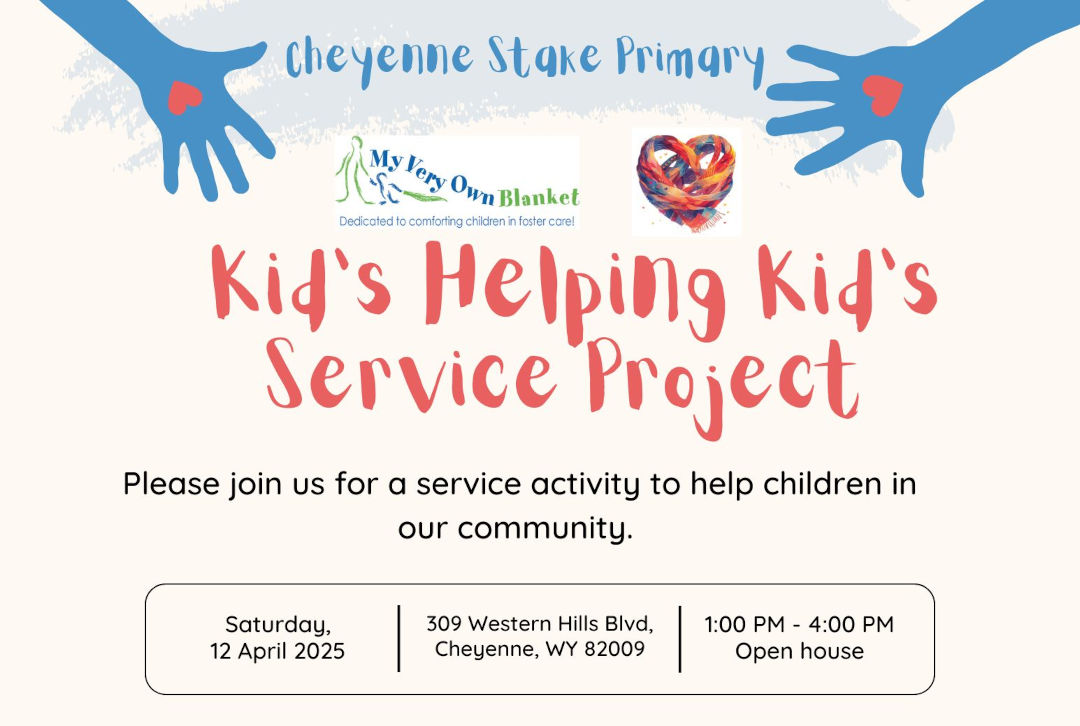 Cheyenne Stake Primary
My Very Own Blanket
Dedicated to comforting children in foster care!
Kid's Helping Kid's
Service Project
Please join us for a service activity to help children in
our community.
Saturday,
12 April 2025
309 Western Hills Blvd,
Cheyenne, WY 82009
1:00 PM - 4:00 PM
Open house